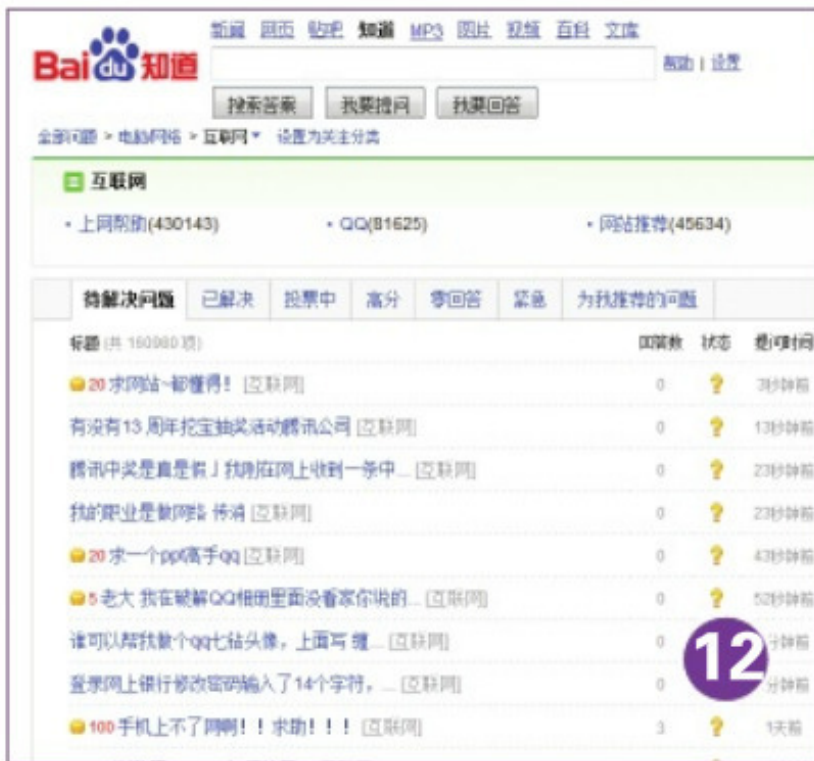 新闻 网页 贴吧 知道 MP3 图片 视频 百科 文库
Bai du 知道
帮助 | 设置
搜索答案 我要提问 我要回答
全部问题 > 电脑/网络 > 互联网 设置为关注分类
互联网
· 上网帮助(430143) · QQ(81625) · 网站推荐(45634)
待解决问题 已解决 投票中 高分 零回答 紧急 为我推荐的问题
标题 (共 160980 项) 回答数 状态 提问时间
20 求网站~都懂得! [互联网] 0 ? 3秒钟前
有没有13 周年挖宝抽奖活动腾讯公司 [互联网] 0 ? 13秒钟前
腾讯中奖是真是假」我刚在网上收到一条中... [互联网] 0 ? 23秒钟前
我的职业是做网络 传消 [互联网] 0 ? 23秒钟前
20 求一个ppt高手qq [互联网] 0 ? 43秒钟前
5 老大 我在破解QQ相册里面没看家你说的... [互联网] 0 ? 52秒钟前
谁可以帮我做个qq七钻头像，上面写 ... [互联网] 0 分钟前
登录网上银行修改密码输入了14个字符，... [互联网] 0 分钟前
12
100 手机上不了网啊！！求助！！！ [互联网] 3 ? 1天前